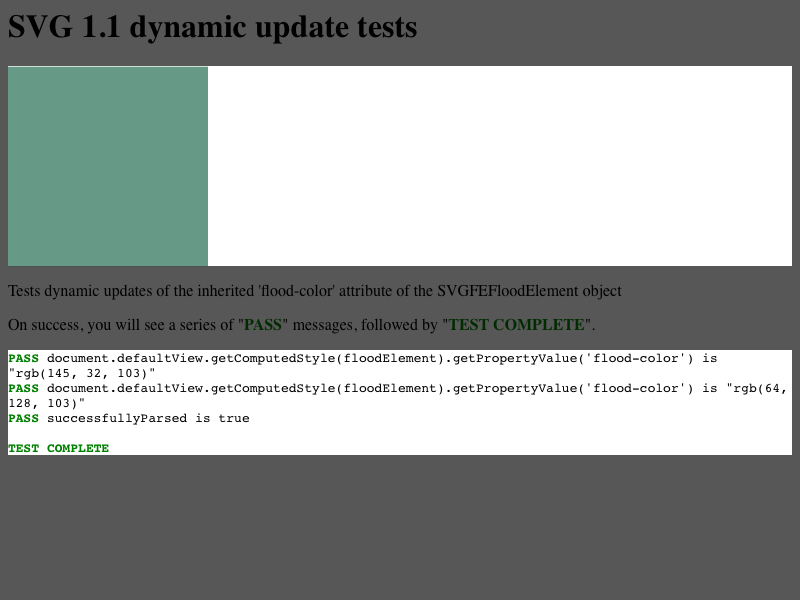 SVG 1.1 dynamic update tests
Tests dynamic updates of the inherited 'flood-color' attribute of the SVGFEFloodElement object
On success, you will see a series of "PASS" messages, followed by "TEST COMPLETE".
PASS document.defaultView.getComputedStyle(floodElement).getPropertyValue('flood-color') is
"rgb(145, 32, 103)"
PASS document.defaultView.getComputedStyle(floodElement).getPropertyValue('flood-color') is "rgb(64,
128, 103)"
PASS successfullyParsed is true
TEST COMPLETE